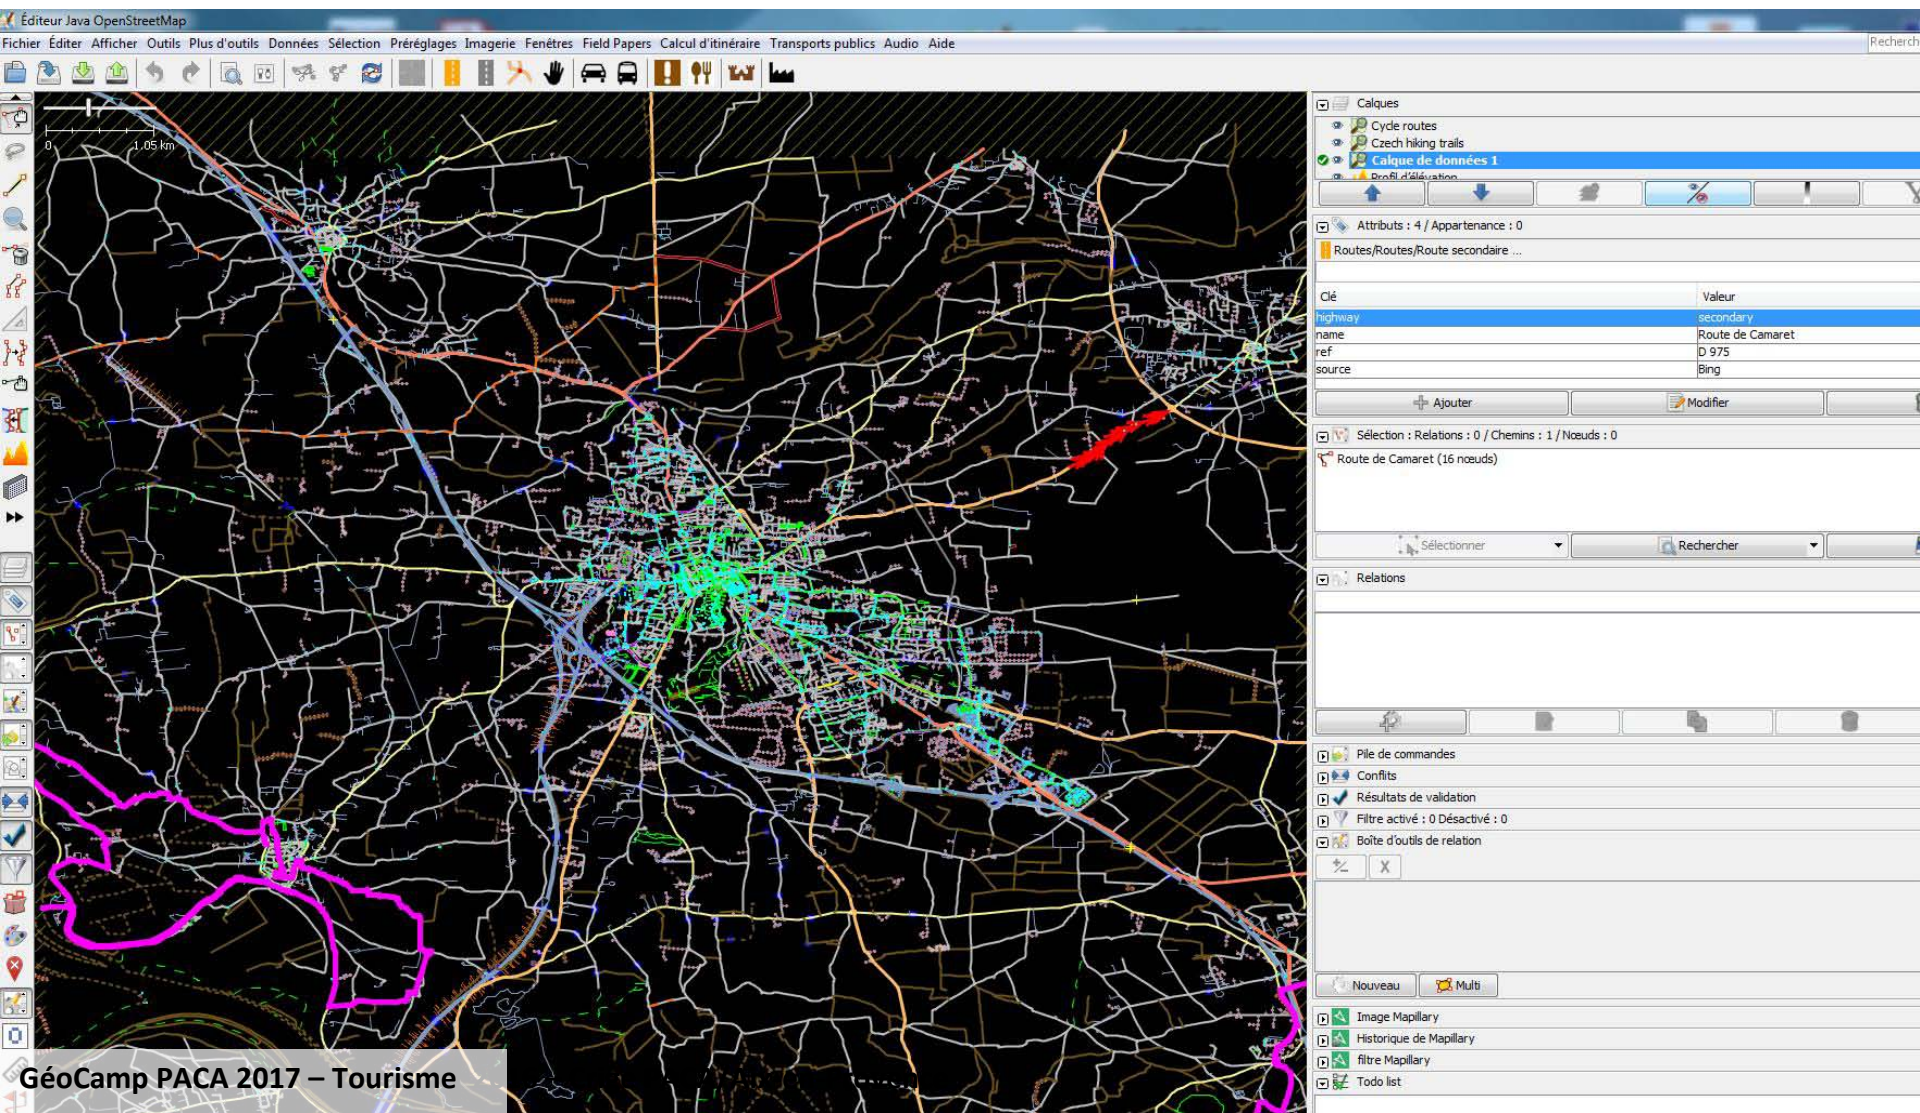 Éditeur Java OpenStreetMap
Fichier Éditer Afficher Outils Plus d'outils Données Sélection Préréglages Imagerie Fenêtres Field Papers Calcul d'itinéraire Transports publics Audio Aide
Recherch
0
1.05 km
Calques
Cycle routes
Czech hiking trails
Calque de données 1
Profil d'élévation
Attributs : 4 / Appartenance : 0
Routes/Routes/Route secondaire ...
Clé Valeur
highway secondary
name Route de Camaret
ref D 975
source Bing
Ajouter Modifier
Sélection : Relations : 0 / Chemins : 1 / Nœuds : 0
Route de Camaret (16 nœuds)
Sélectionner Rechercher
Relations
Pile de commandes
Conflits
Résultats de validation
Filtre activé : 0 Désactivé : 0
Boîte d'outils de relation
Nouveau Multi
Image Mapillary
Historique de Mapillary
filtre Mapillary
Todo list
GéoCamp PACA 2017 – Tourisme